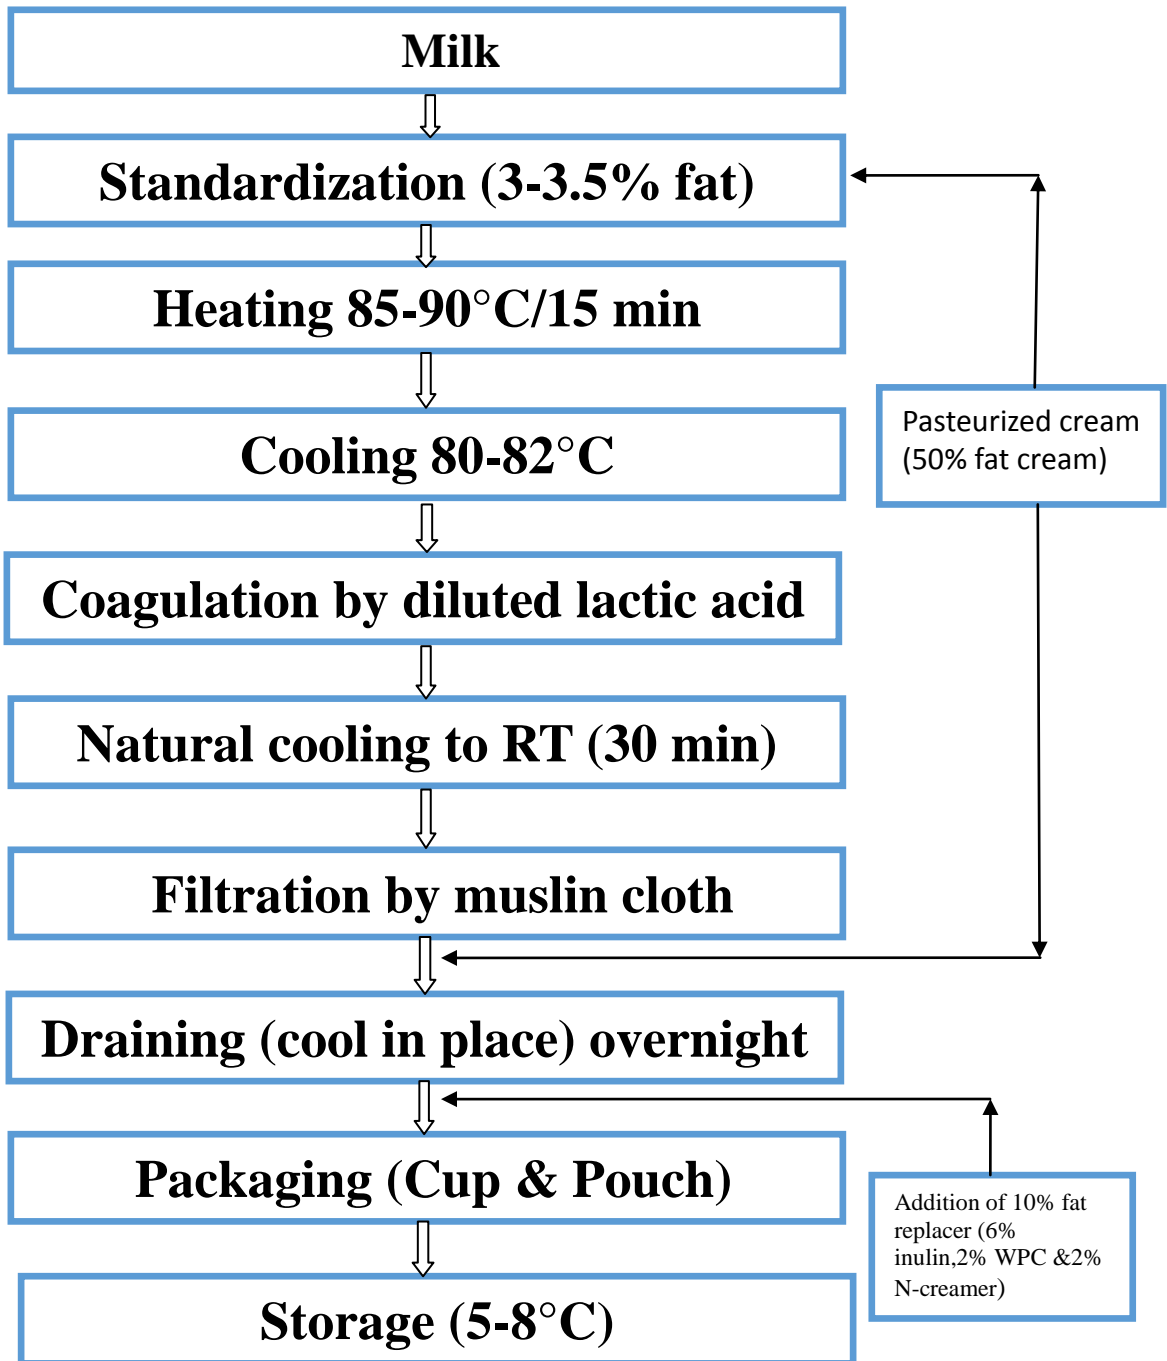 Milk
Standardization (3-3.5% fat)
Heating 85-90°C/15 min
Cooling 80-82°C
Pasteurized cream
(50% fat cream)
Coagulation by diluted lactic acid
Natural cooling to RT (30 min)
Filtration by muslin cloth
Draining (cool in place) overnight
Packaging (Cup & Pouch)
Addition of 10% fat
replacer (6%
inulin,2% WPC &2%
N-creamer)
Storage (5-8°C)